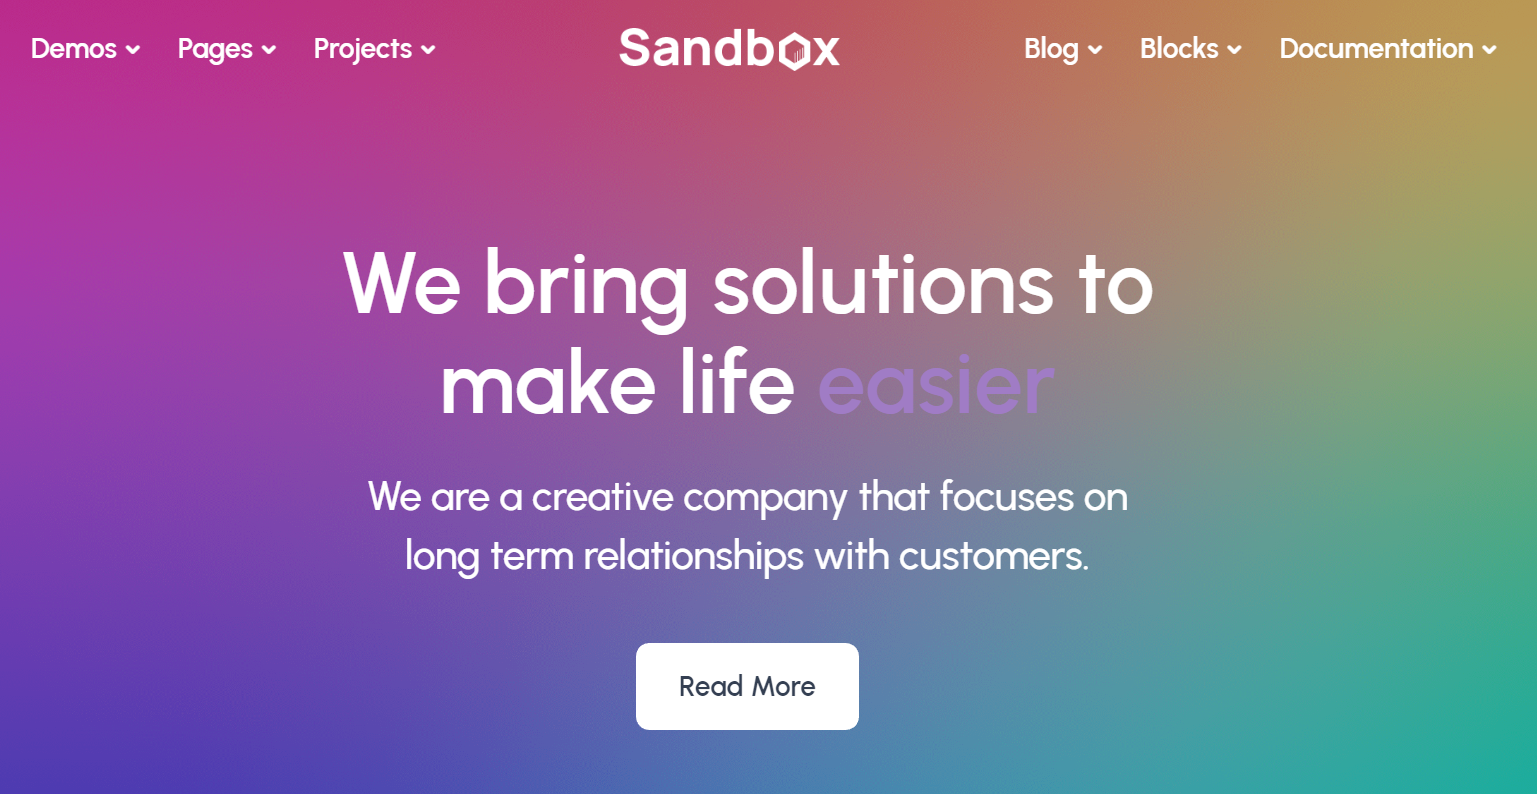 Demos
Pages
Projects
Sandbox
Blog
Blocks
Documentation
We bring solutions to
make life easier
We are a creative company that focuses on
long term relationships with customers.
Read More